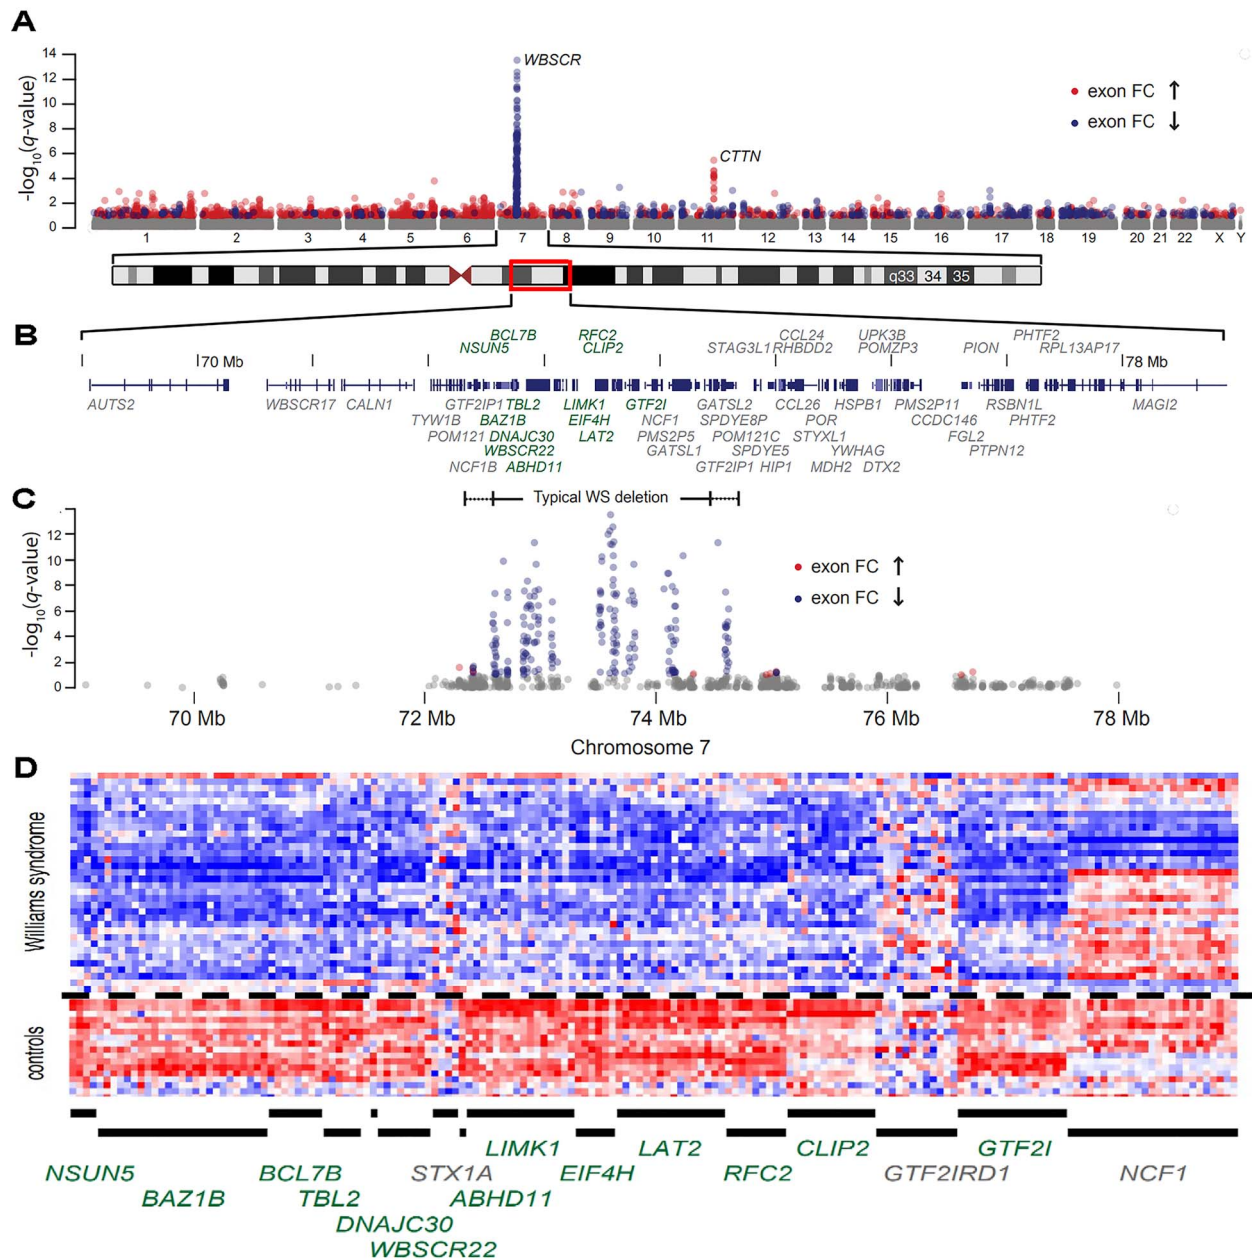 A
-log10(q-value)
14
12
10
8
6
4
2
0
WBSCR
CTTN
exon FC ↑
exon FC ↓
1 2 3 4 5 6 7 8 9 10 11 12 13 14 15 16 17 18 19 20 21 22 X Y
q33 34 35
B
BCL7B RFC2 CCL24 UPK3B PHTF2
NSUN5 CLIP2 STAG3L1 RHBDD2 POMZP3 PION RPL13AP17
70 Mb 78 Mb
AUTS2 WBSCR17 CALN1 GTF2IP1 TBL2 LIMK1 GTF2I GATSL2 CCL26 HSPB1 PMS2P11 RSBN1L MAGI2
TYW1B BAZ1B EIF4H NCF1 SPDYE8P POR CCDC146 PHTF2
POM121 DNAJC30 LAT2 PMS2P5 POM121C STYXL1 FGL2
WBSCR22 GATSL1 SPDYE5 YWHAG PTPN12
NCF1B ABHD11 GTF2IP1 HIP1 MDH2 DTX2
C
Typical WS deletion
-log10(q-value)
12
10
8
6
4
2
0
exon FC ↑
exon FC ↓
70 Mb 72 Mb 74 Mb 76 Mb 78 Mb
Chromosome 7
D
Williams syndrome
controls
LIMK1 LAT2 CLIP2 GTF2I
NSUN5 BCL7B STX1A EIF4H RFC2 GTF2IRD1 NCF1
BAZ1B TBL2 ABHD11
DNAJC30
WBSCR22